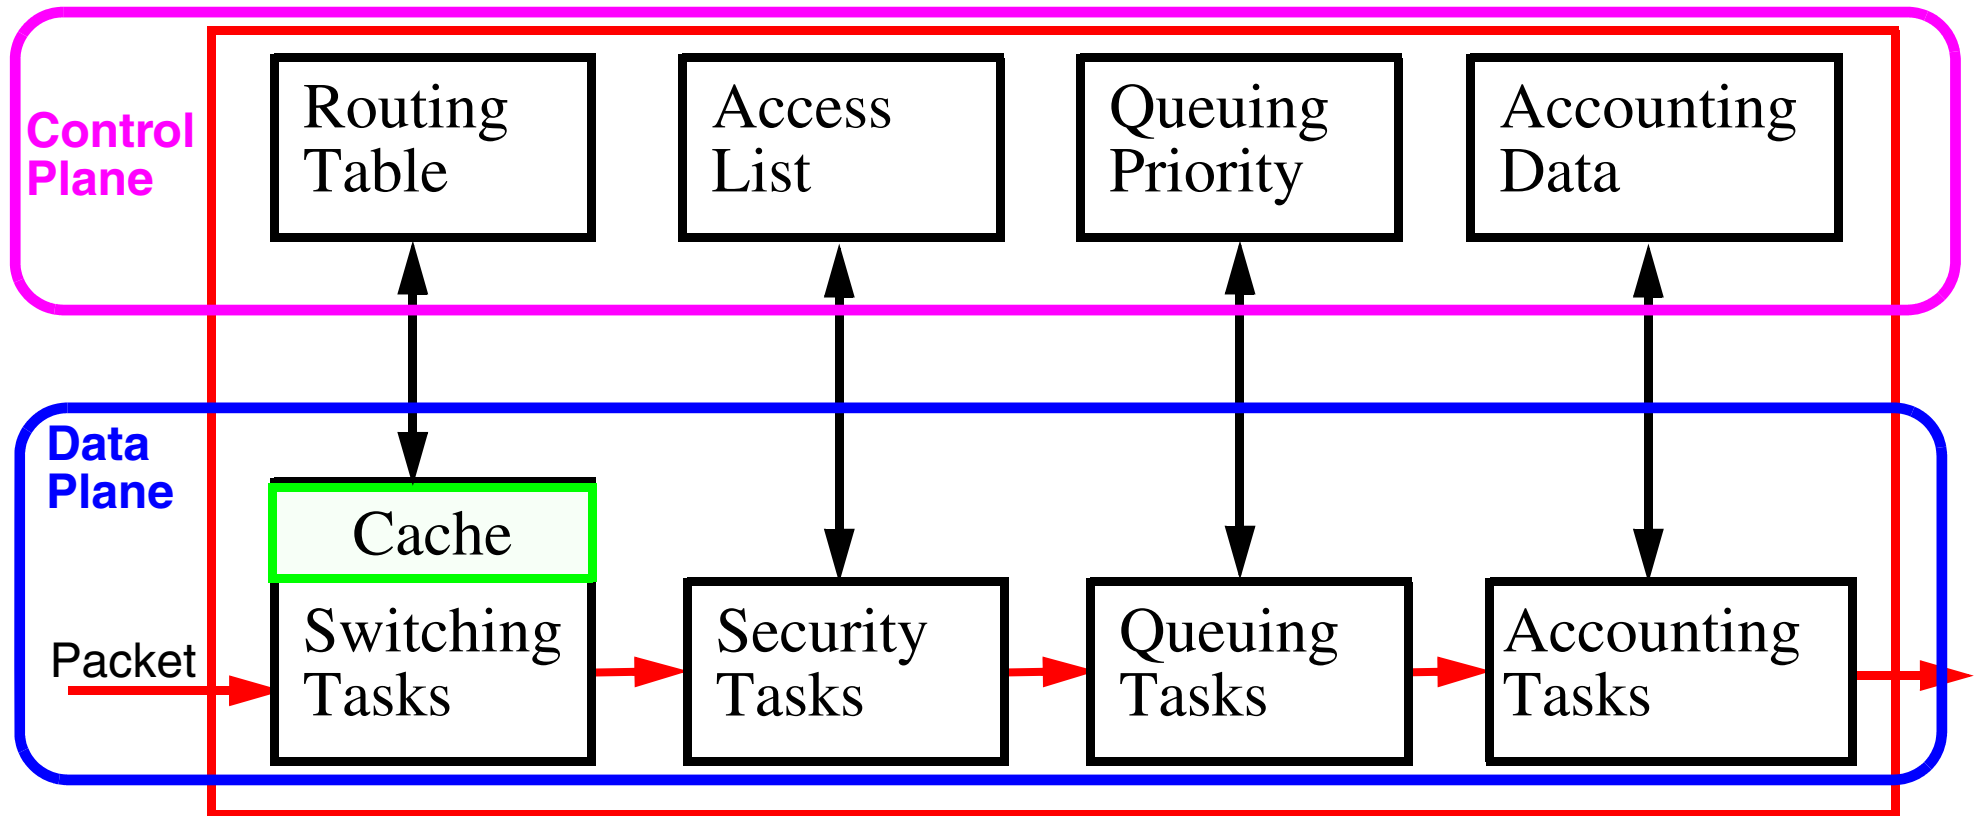 Control
Plane
Routing
Table
Access
List
Queuing
Priority
Accounting
Data
Data
Plane
Cache
Packet
Switching
Tasks
Security
Tasks
Queuing
Tasks
Accounting
Tasks